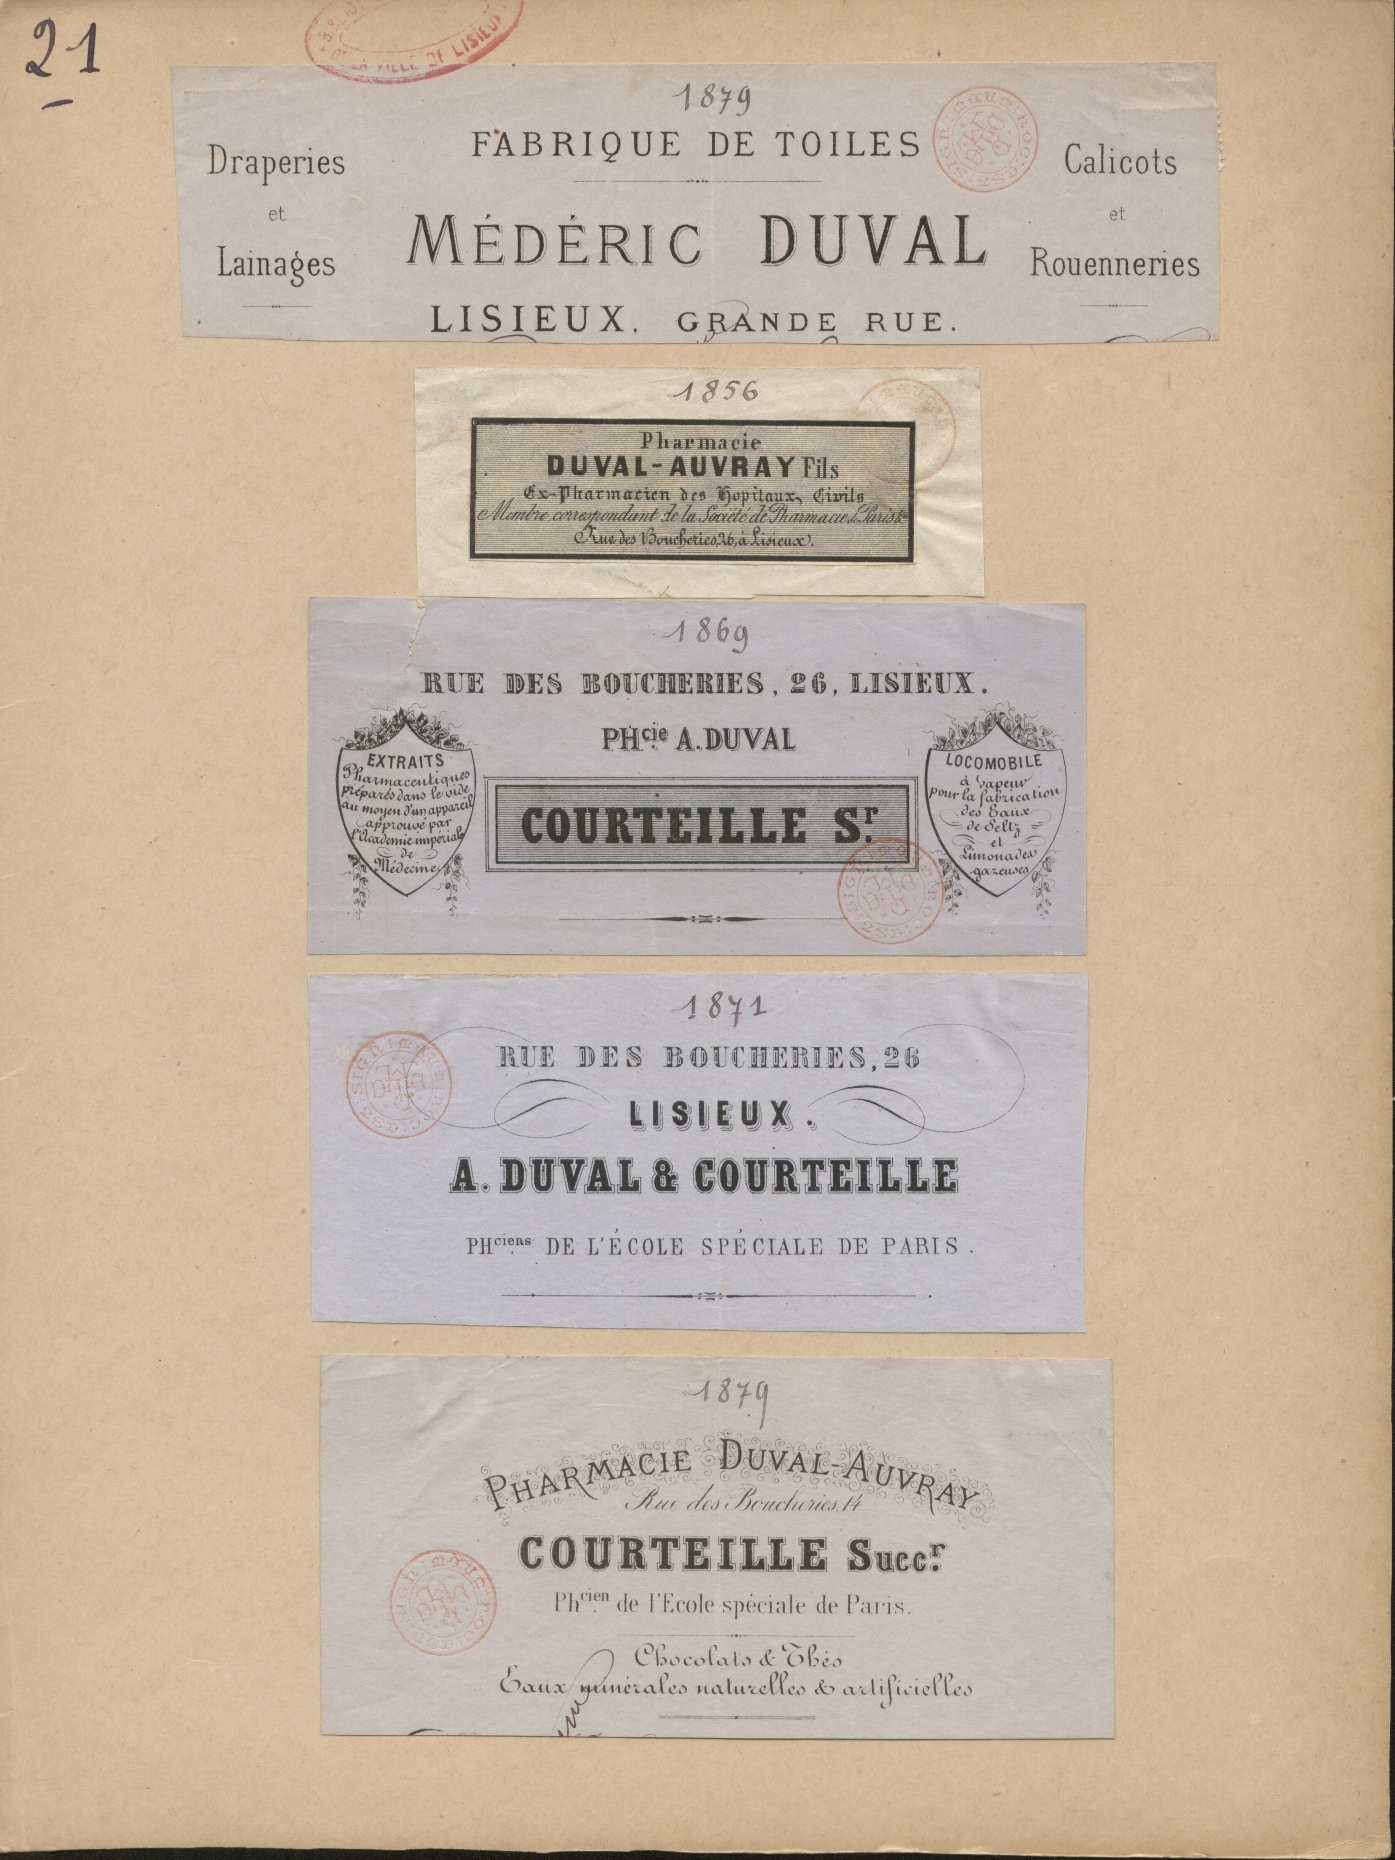 21
DE LA VILLE DE LISIEUX
1879
FABRIQUE DE TOILES
Draperies
et
Lainages
Calicots
et
Rouenneries
MÉDÉRIC DUVAL
LISIEUX, GRANDE RUE.
1856
Pharmacie
DUVAL-AUVRAY Fils
Ex-Pharmacien des Hopitaux, Civils
Membre correspondant de la Société de Pharmacie de Paris &c
Rue des Boucheries, 26, à Lisieux.
1869
RUE DES BOUCHERIES, 26, LISIEUX.
PHcie A. DUVAL
COURTEILLE Sr.
EXTRAITS
Pharmaceutiques
préparés dans le vide
au moyen d'un appareil
approuvé par
l'Académie impériale
de
Médecine
LOCOMOBILE
à Vapeur
pour la fabrication
des Eaux
de Seltz
et
Limonades
gazeuses
1871
RUE DES BOUCHERIES, 26
LISIEUX.
A. DUVAL & COURTEILLE
PHciens DE L'ÉCOLE SPÉCIALE DE PARIS.
1879
PHARMACIE DUVAL-AUVRAY
Rue des Boucheries, 14
COURTEILLE Succr.
Phcien de l'Ecole spéciale de Paris.
Chocolats & Thés
Eaux minérales naturelles & artificielles